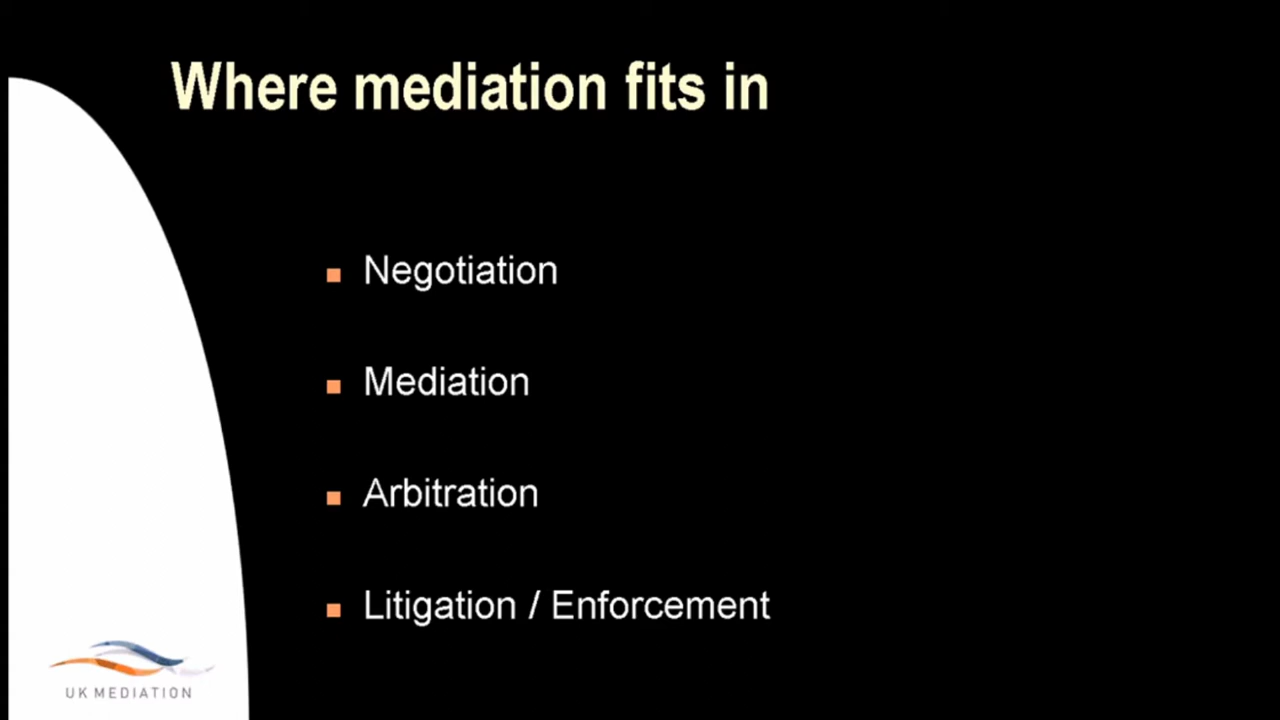 Where mediation fits in
Negotiation
Mediation
Arbitration
Litigation / Enforcement
UK MEDIATION